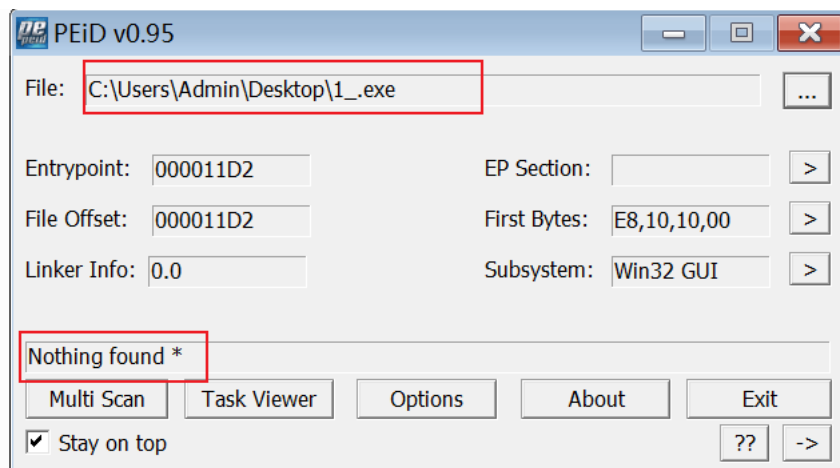 PEiD v0.95
File: C:\Users\Admin\Desktop\1_.exe ...
Entrypoint: 000011D2 EP Section: >
File Offset: 000011D2 First Bytes: E8,10,10,00 >
Linker Info: 0.0 Subsystem: Win32 GUI >
Nothing found *
Multi Scan Task Viewer Options About Exit
Stay on top ?? ->